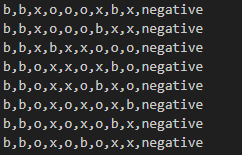 b,b,x,o,o,o,x,b,x,negative
b,b,x,o,o,o,b,x,x,negative
b,b,x,b,x,x,o,o,o,negative
b,b,o,x,x,o,x,b,o,negative
b,b,o,x,x,o,b,x,o,negative
b,b,o,x,o,x,o,x,b,negative
b,b,o,x,o,x,o,b,x,negative
b,b,o,x,o,b,o,x,x,negative